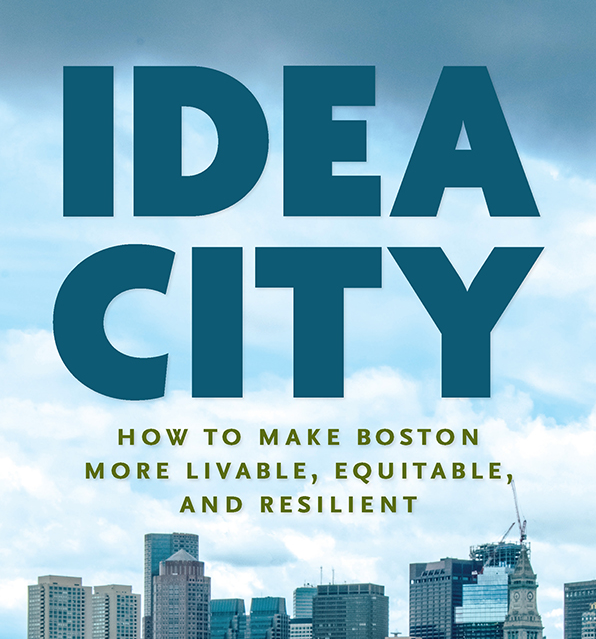 IDEA
CITY
HOW TO MAKE BOSTON
MORE LIVABLE, EQUITABLE,
AND RESILIENT